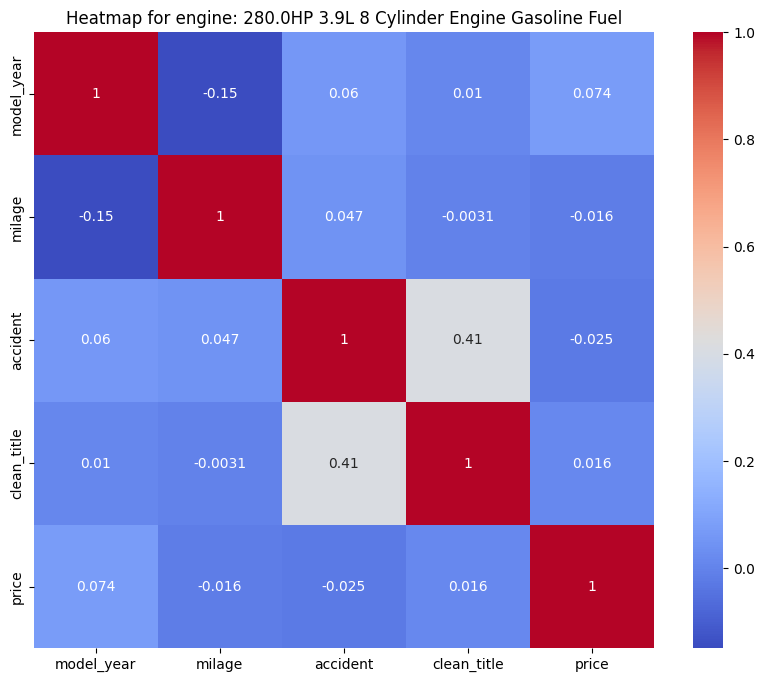 Heatmap for engine: 280.0HP 3.9L 8 Cylinder Engine Gasoline Fuel
model_year 1 -0.15 0.06 0.01 0.074
milage -0.15 1 0.047 -0.0031 -0.016
accident 0.06 0.047 1 0.41 -0.025
clean_title 0.01 -0.0031 0.41 1 0.016
price 0.074 -0.016 -0.025 0.016 1
model_year milage accident clean_title price
1.0
0.8
0.6
0.4
0.2
0.0